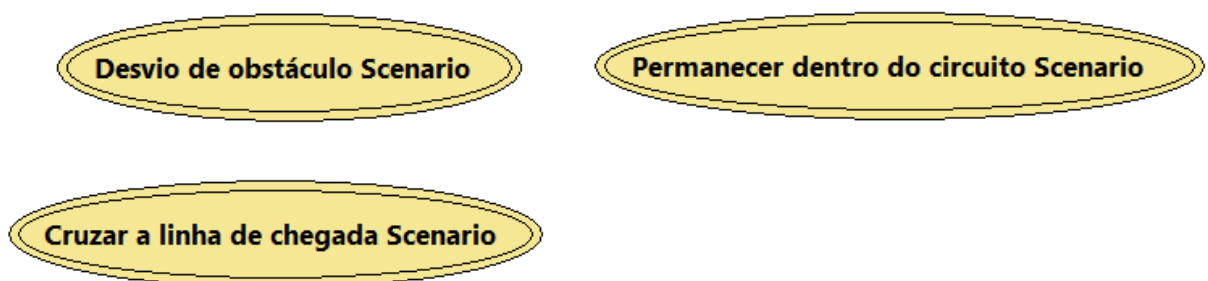 Desvio de obstáculo Scenario
Permanecer dentro do circuito Scenario
Cruzar a linha de chegada Scenario